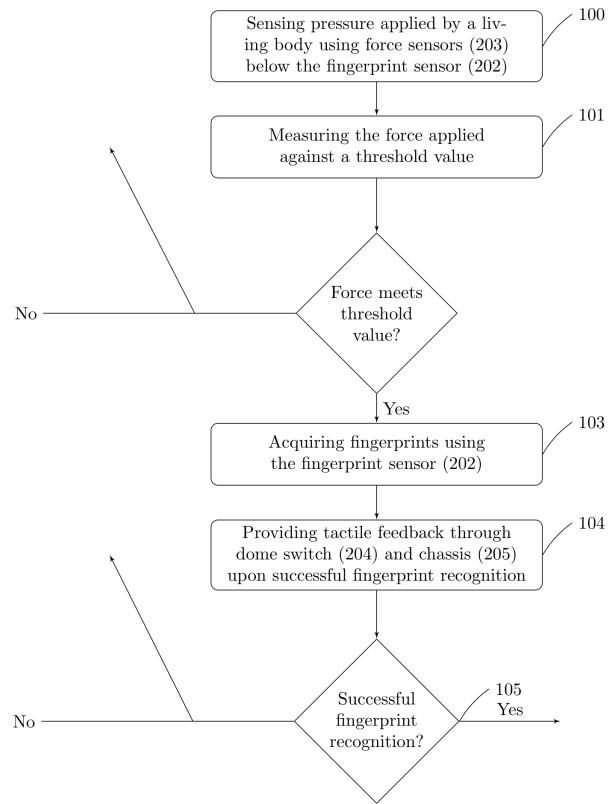 Sensing pressure applied by a liv-
ing body using force sensors (203)
below the fingerprint sensor (202)
100
Measuring the force applied
against a threshold value
101
Force meets
threshold
value?
No
Yes
Acquiring fingerprints using
the fingerprint sensor (202)
103
Providing tactile feedback through
dome switch (204) and chassis (205)
upon successful fingerprint recognition
104
Successful
fingerprint
recognition?
No
105
Yes